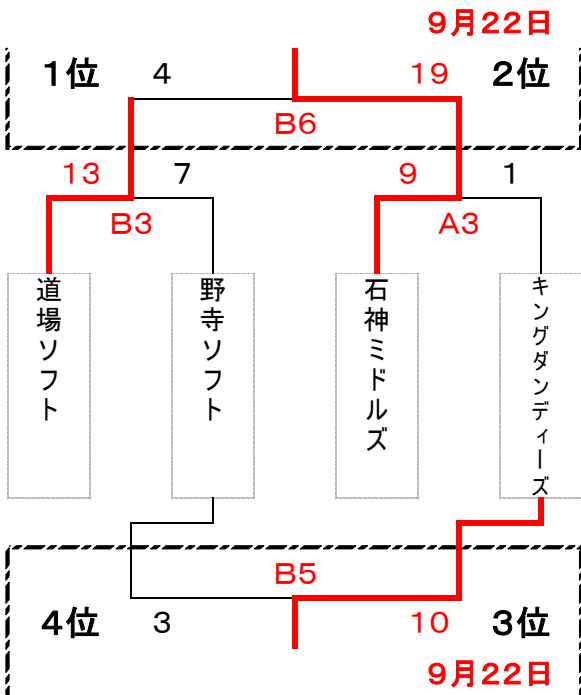 9月22日
1位 4 19 2位
B6
13 7 9 1
B3 A3
道場ソフト
野寺ソフト
石神ミドルズ
キングダンディーズ
B5
4位 3 10 3位
9月22日